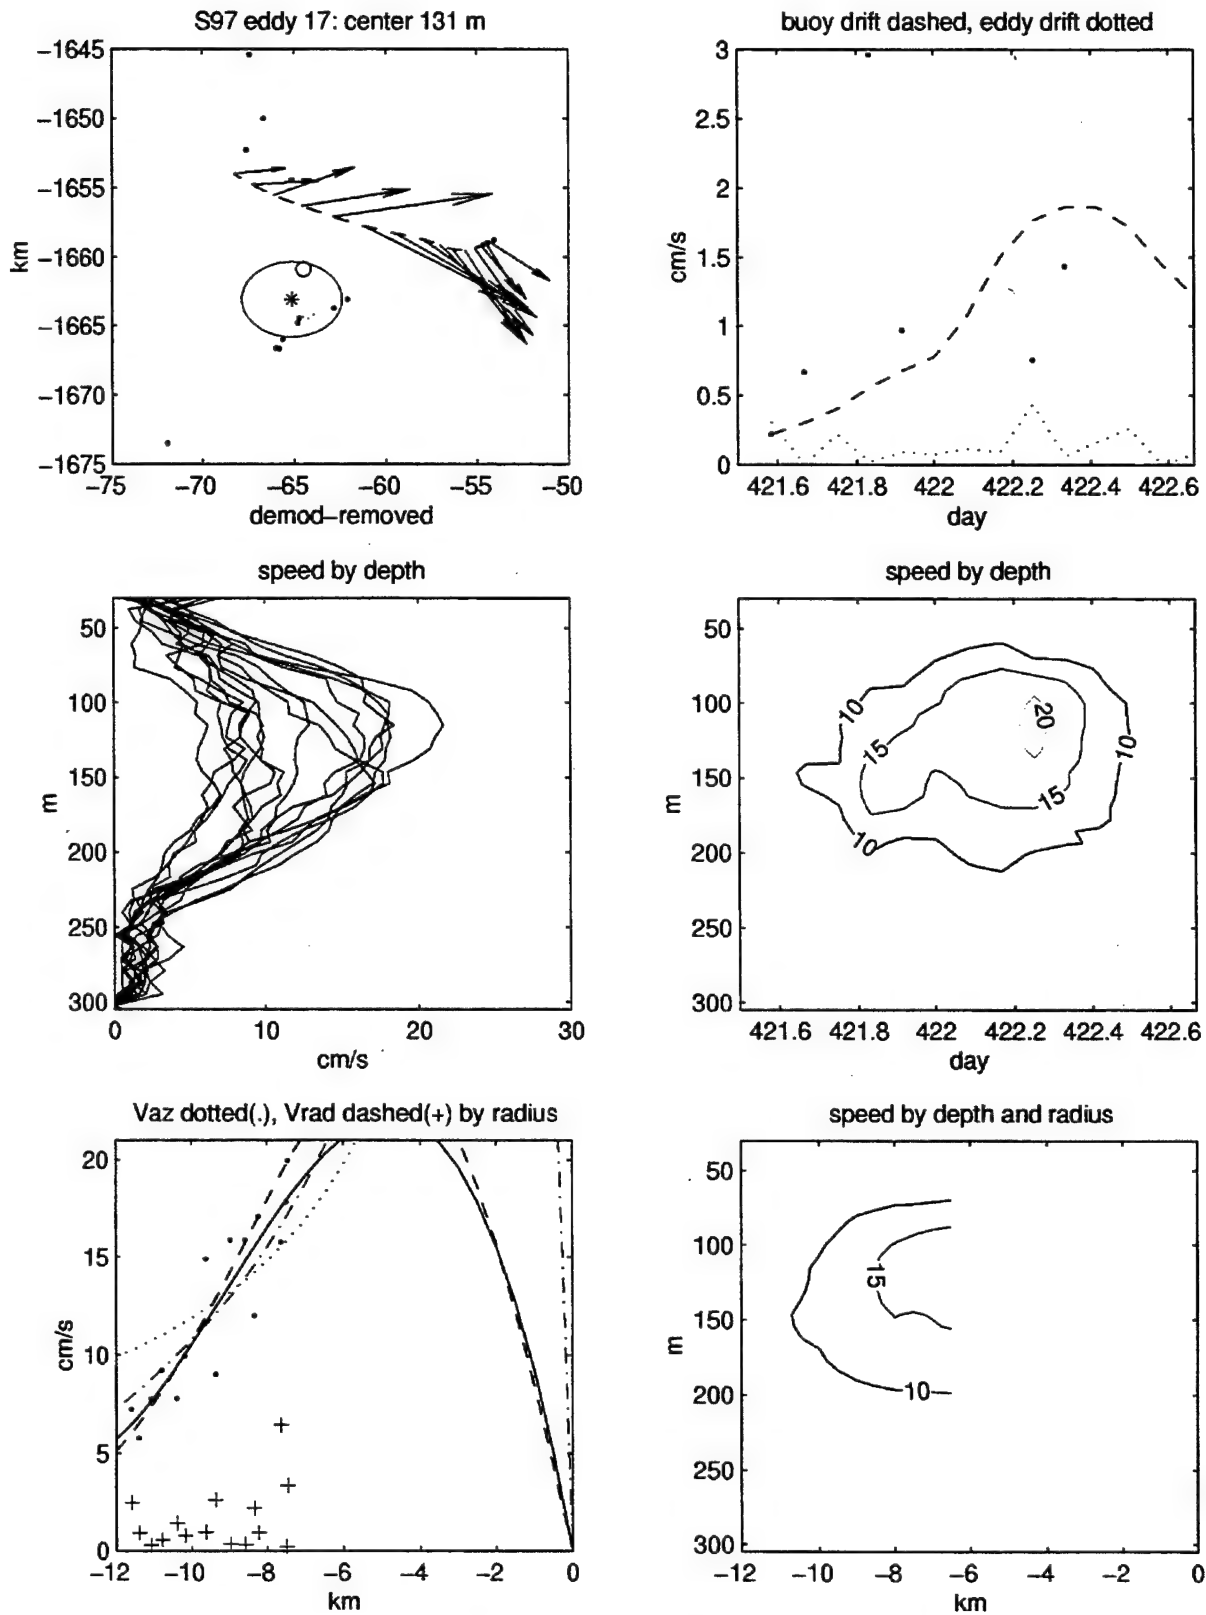 S97 eddy 17: center 131 m
−1645
−1650
−1655
−1660
−1665
−1670
−1675
km
−75 −70 −65 −60 −55 −50
demod−removed
buoy drift dashed, eddy drift dotted
3
2.5
2
1.5
1
0.5
0
cm/s
421.6 421.8 422 422.2 422.4 422.6
day
speed by depth
50
100
150
200
250
300
m
0 10 20 30
cm/s
speed by depth
50
100
150
200
250
300
m
10
15
20
10
15
10
421.6 421.8 422 422.2 422.4 422.6
day
Vaz dotted(.), Vrad dashed(+) by radius
20
15
10
5
0
cm/s
−12 −10 −8 −6 −4 −2 0
km
speed by depth and radius
50
100
150
200
250
300
m
15
10
−12 −10 −8 −6 −4 −2 0
km